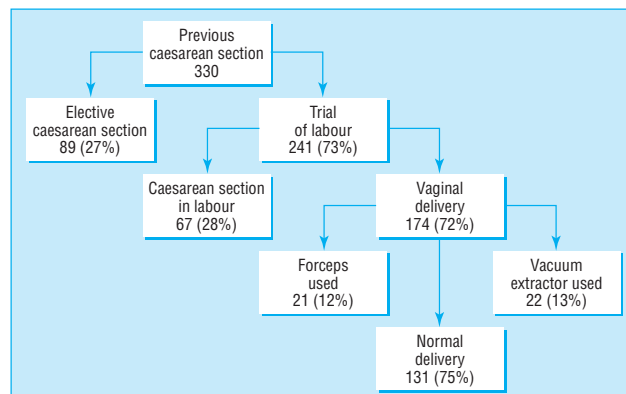 Previous
caesarean section
330
Elective
caesarean section
89 (27%)
Trial
of labour
241 (73%)
Caesarean section
in labour
67 (28%)
Vaginal
delivery
174 (72%)
Forceps
used
21 (12%)
Vacuum
extractor used
22 (13%)
Normal
delivery
131 (75%)